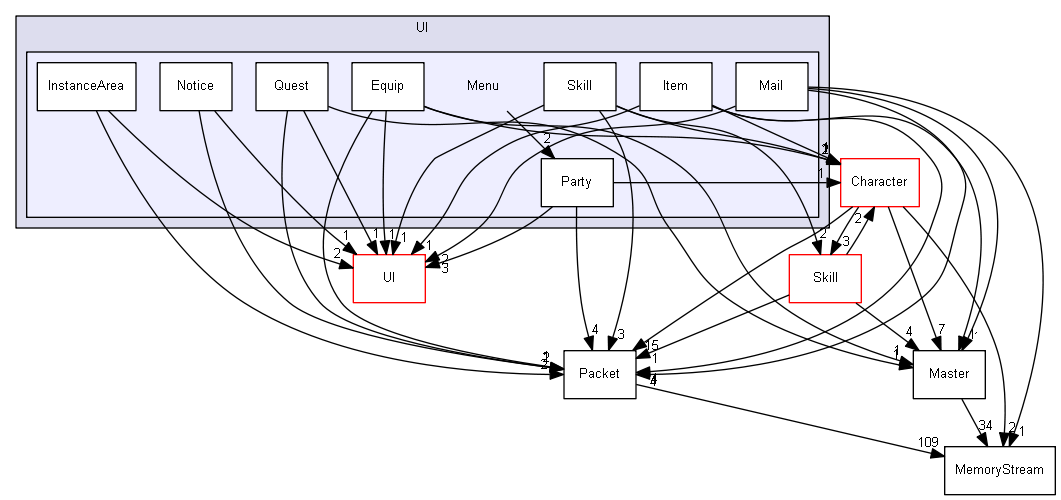 UI
InstanceArea Notice Quest Equip Menu Skill Item Mail
2
Party
1
Character
2 3 2
1 1 1 1 1 2 3
2
UI
Skill
4 3 15 1
4 7
1
Packet
Master
109
34 2 1
MemoryStream